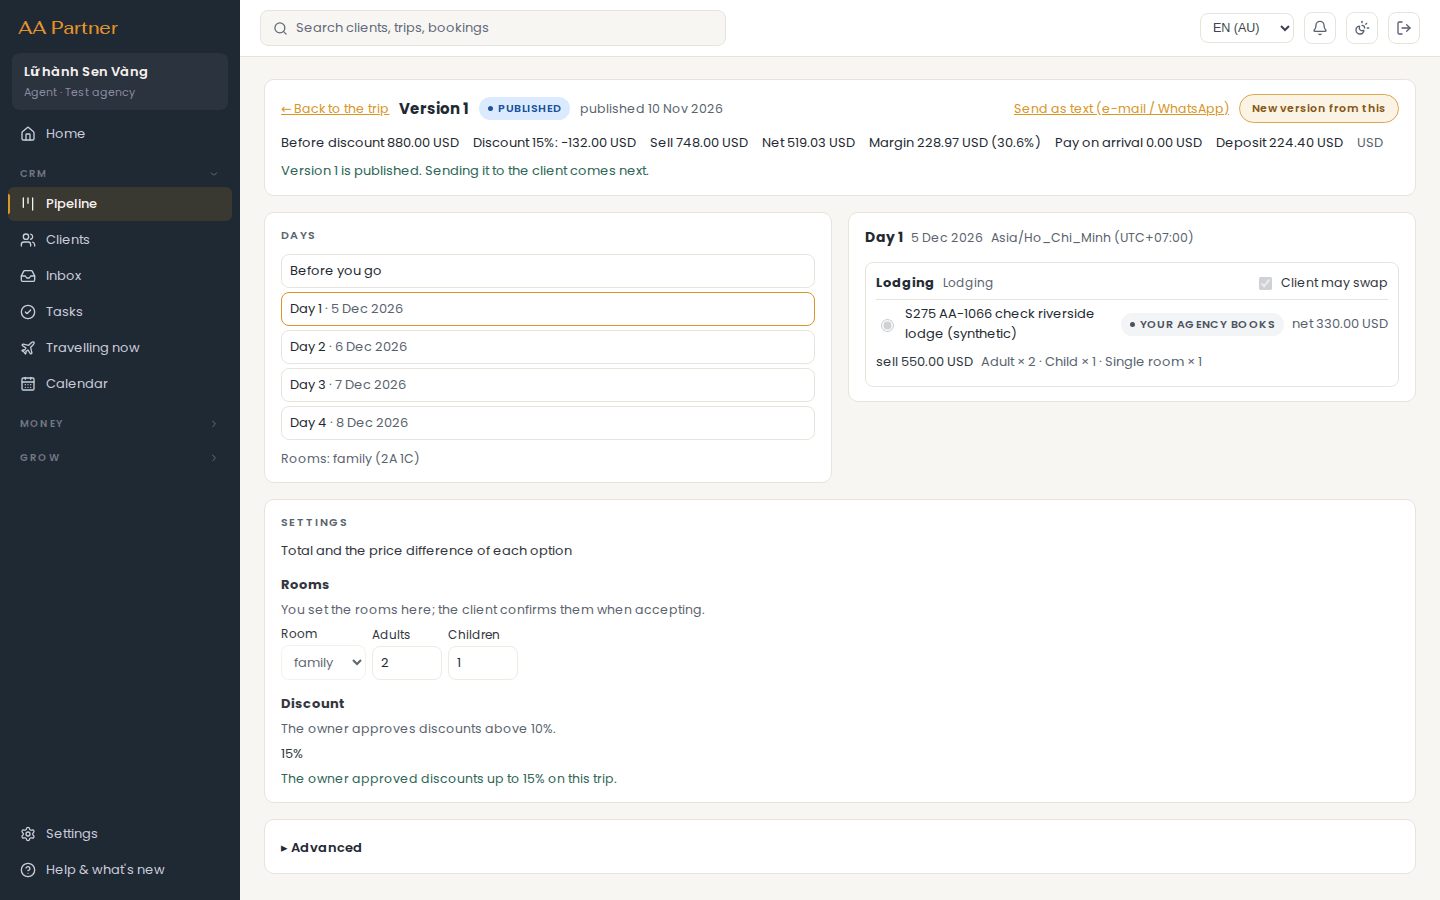 AA Partner
Lữ hành Sen Vàng
Agent · Test agency
Home
CRM
Pipeline
Clients
Inbox
Tasks
Travelling now
Calendar
MONEY
GROW
Settings
Help & what's new
Search clients, trips, bookings
EN (AU)
← Back to the trip Version 1 PUBLISHED published 10 Nov 2026 Send as text (e-mail / WhatsApp) New version from this
Before discount 880.00 USD Discount 15%: -132.00 USD Sell 748.00 USD Net 519.03 USD Margin 228.97 USD (30.6%) Pay on arrival 0.00 USD Deposit 224.40 USD USD
Version 1 is published. Sending it to the client comes next.
DAYS
Before you go
Day 1 · 5 Dec 2026
Day 2 · 6 Dec 2026
Day 3 · 7 Dec 2026
Day 4 · 8 Dec 2026
Rooms: family (2A 1C)
Day 1 5 Dec 2026 Asia/Ho_Chi_Minh (UTC+07:00)
Lodging Lodging Client may swap
S275 AA-1066 check riverside
lodge (synthetic)
YOUR AGENCY BOOKS net 330.00 USD
sell 550.00 USD Adult × 2 · Child × 1 · Single room × 1
SETTINGS
Total and the price difference of each option
Rooms
You set the rooms here; the client confirms them when accepting.
Room Adults Children
family 2 1
Discount
The owner approves discounts above 10%.
15%
The owner approved discounts up to 15% on this trip.
▸ Advanced